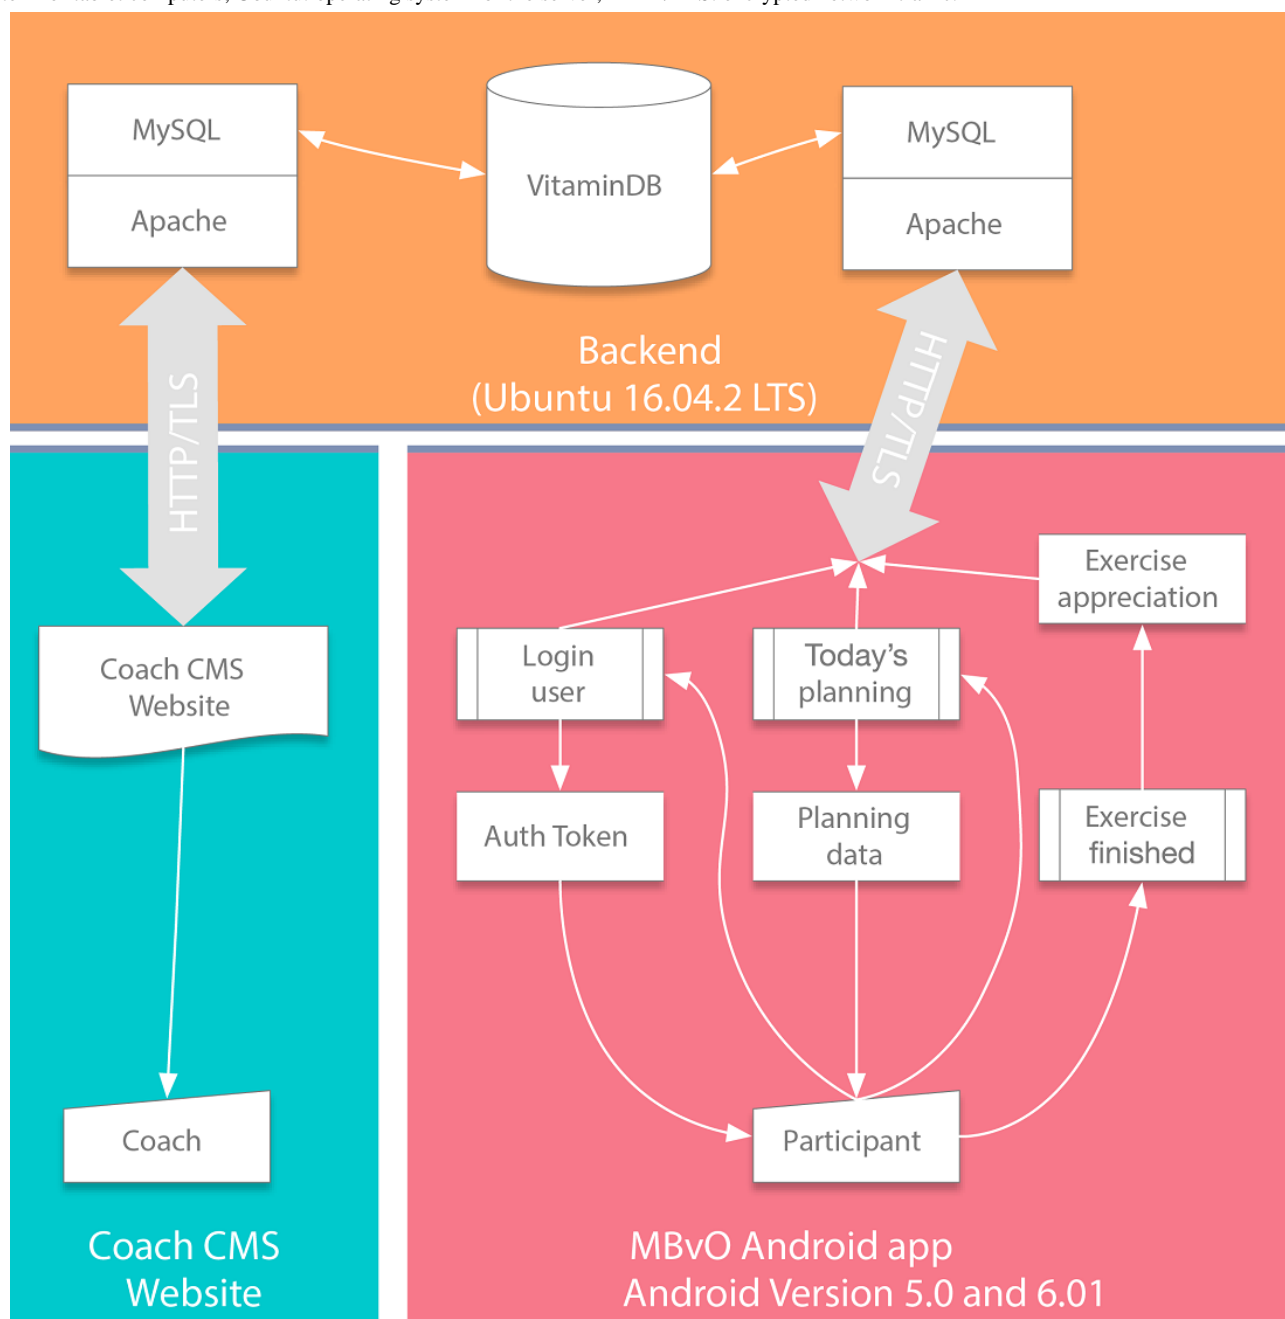 MySQL
Apache
VitaminDB
MySQL
Apache
Backend
(Ubuntu 16.04.2 LTS)
HTTP/TLS
HTTP/TLS
Coach CMS
Website
Coach
Coach CMS
Website
Exercise
appreciation
Login
user
Today's
planning
Auth Token
Planning
data
Exercise
finished
Participant
MBvO Android app
Android Version 5.0 and 6.01